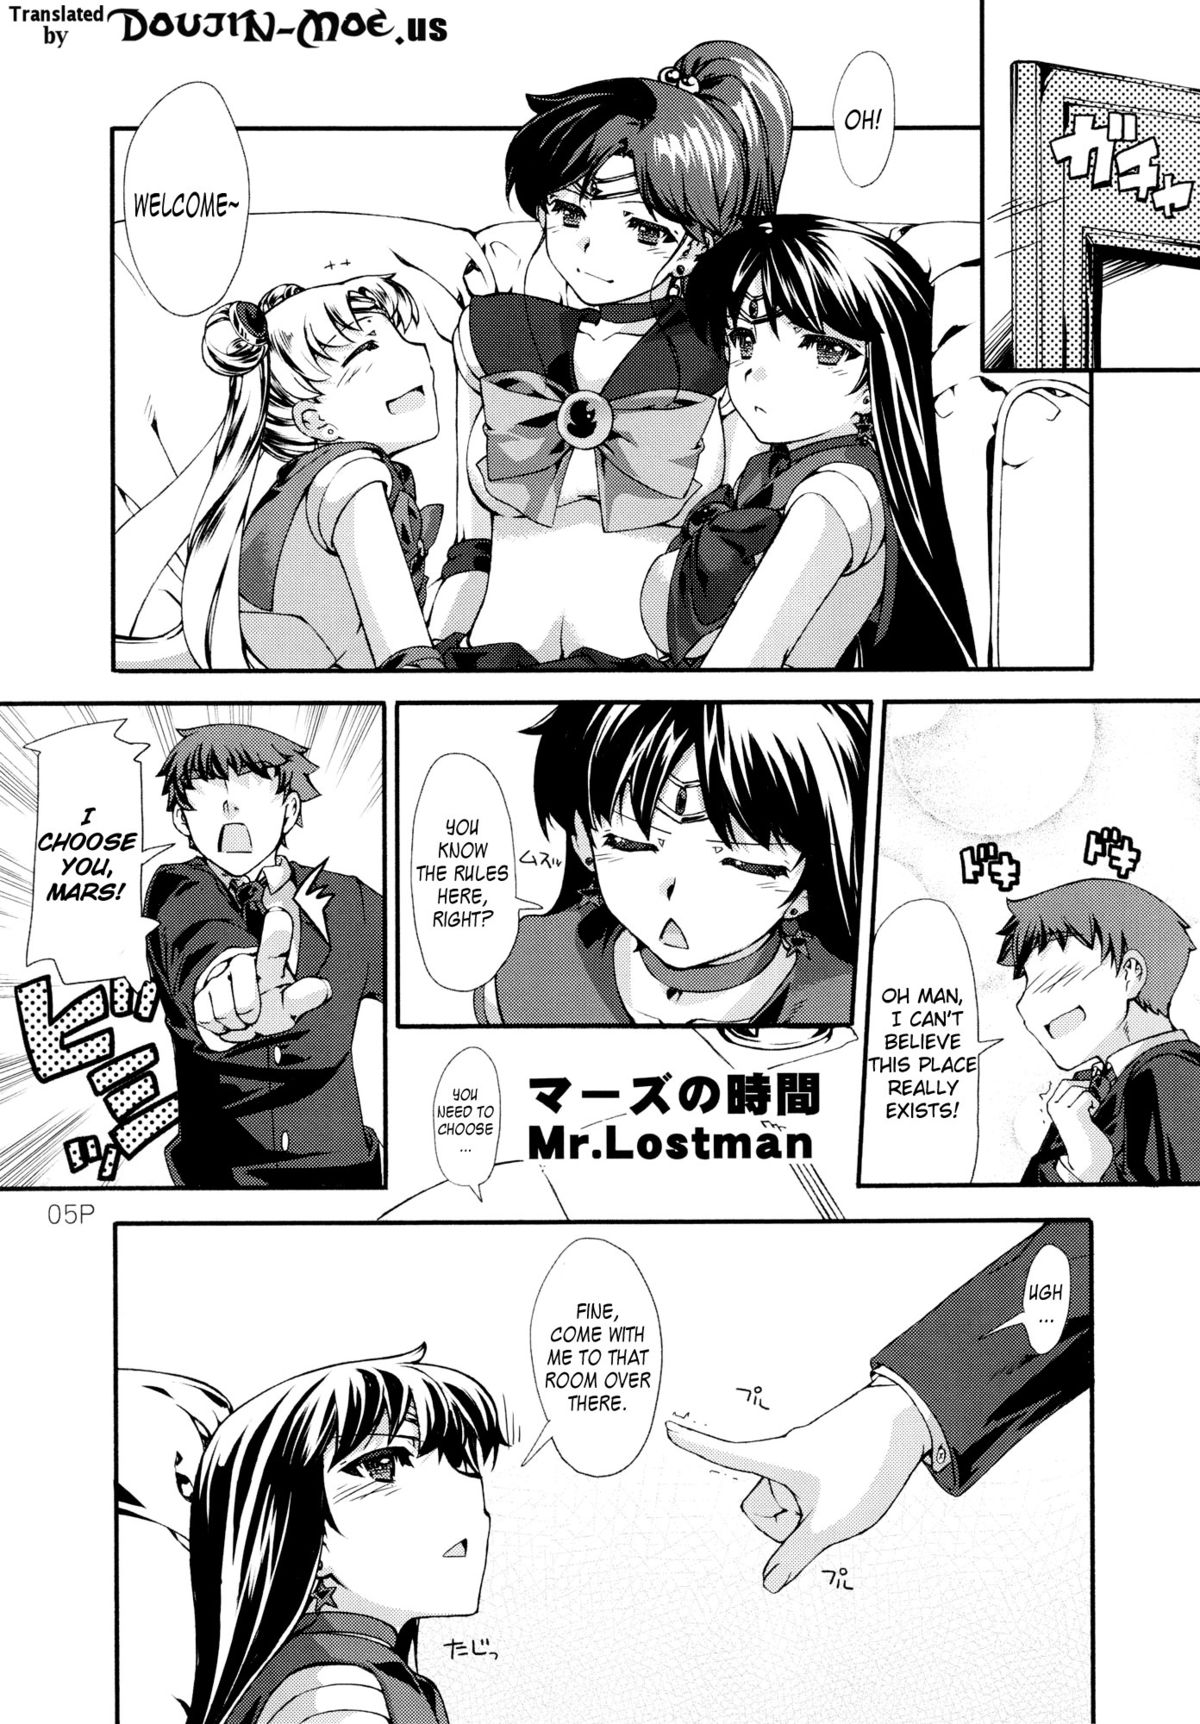 Translated
by
DOUJIN-MOE.us
ガチャ
OH!
WELCOME~
ドキ
ドキ
OH MAN,
I CAN'T
BELIEVE
THIS PLACE
REALLY
EXISTS!
YOU
KNOW
THE RULES
HERE,
RIGHT?
ムスッ
マーズの時間
Mr.Lostman
YOU
NEED TO
CHOOSE
...
I
CHOOSE
YOU,
MARS!
ビシ
05P
UGH
...
プル
プル
FINE,
COME WITH
ME TO THAT
ROOM OVER
THERE.
たじっ